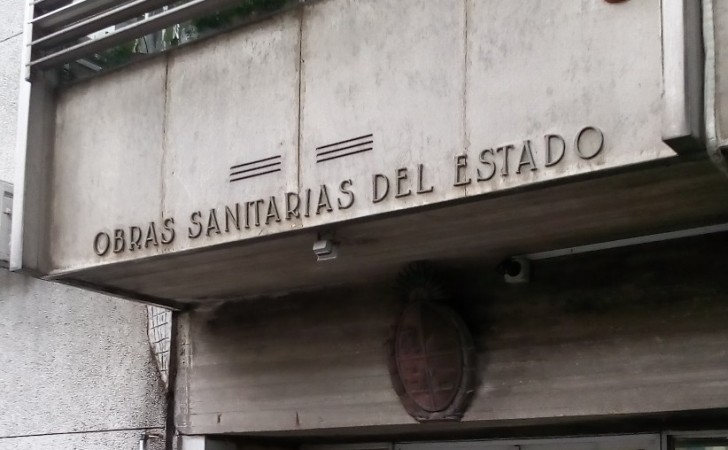 OBRAS SANITARIAS DEL ESTADO